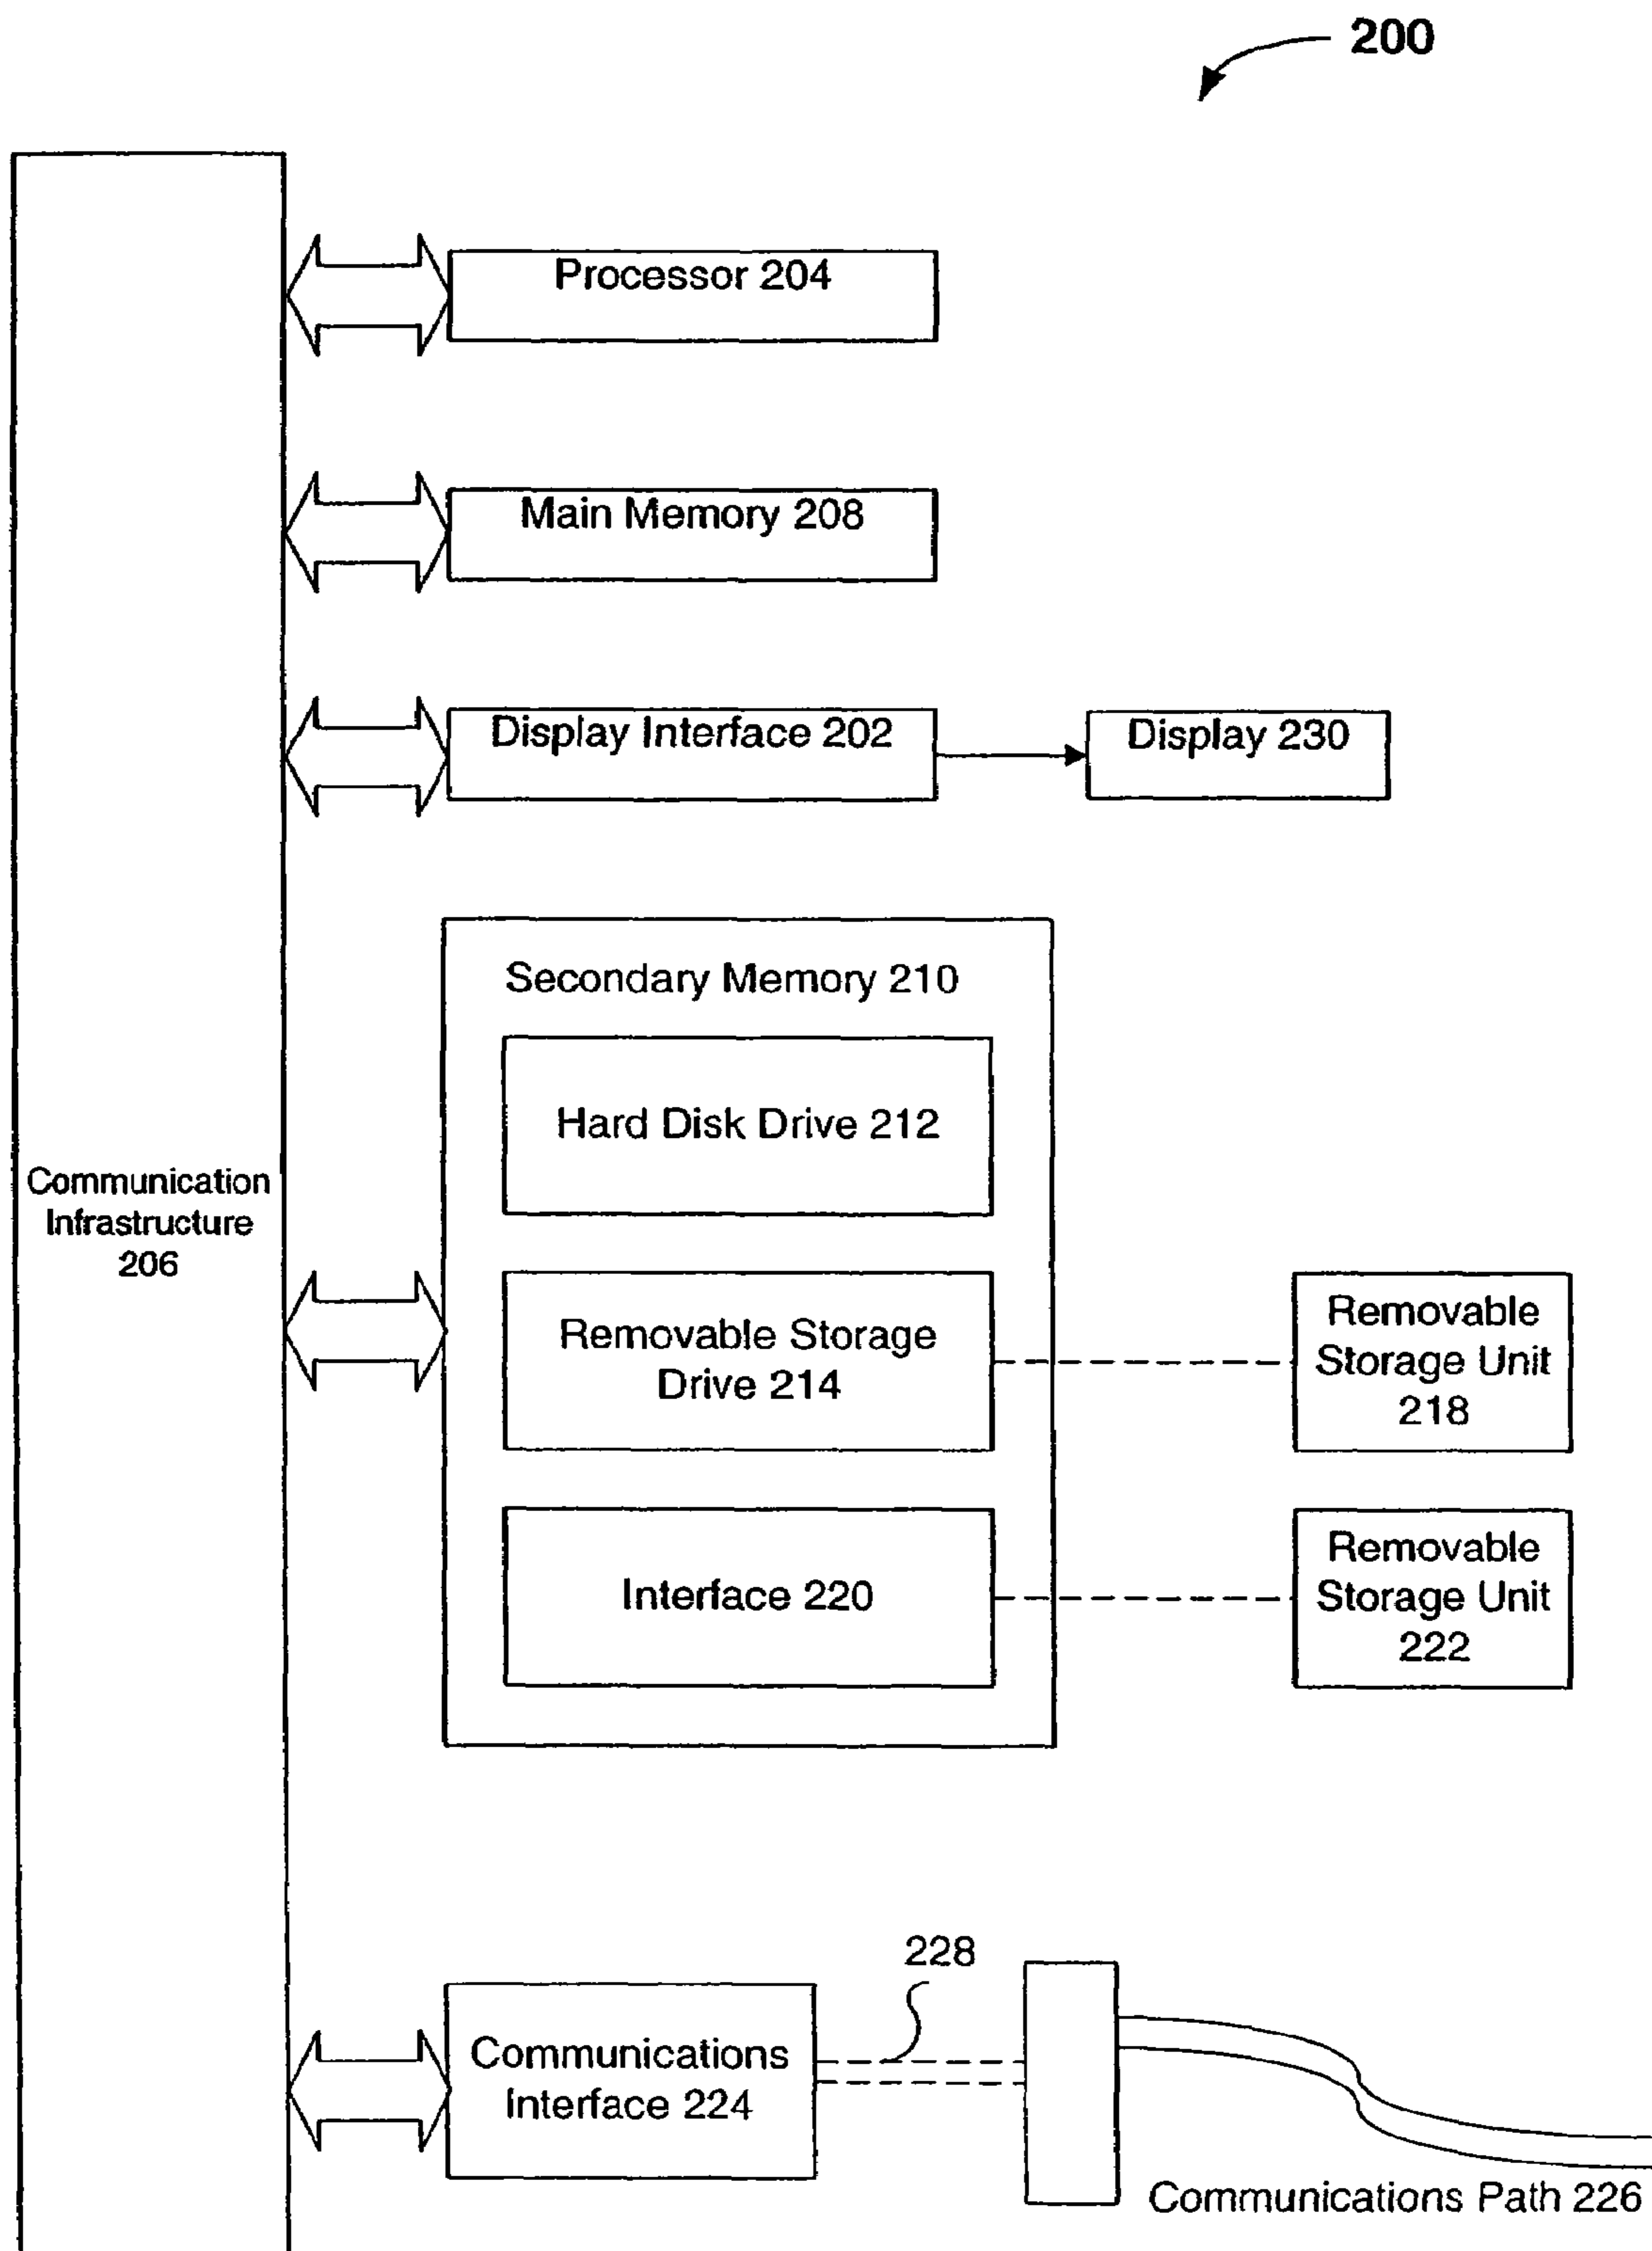 200
Processor 204
Main Memory 208
Display Interface 202
Display 230
Secondary Memory 210
Hard Disk Drive 212
Communication
Infrastructure
206
Removable Storage
Drive 214
Removable
Storage Unit
218
Interface 220
Removable
Storage Unit
222
228
Communications
Interface 224
Communications Path 226